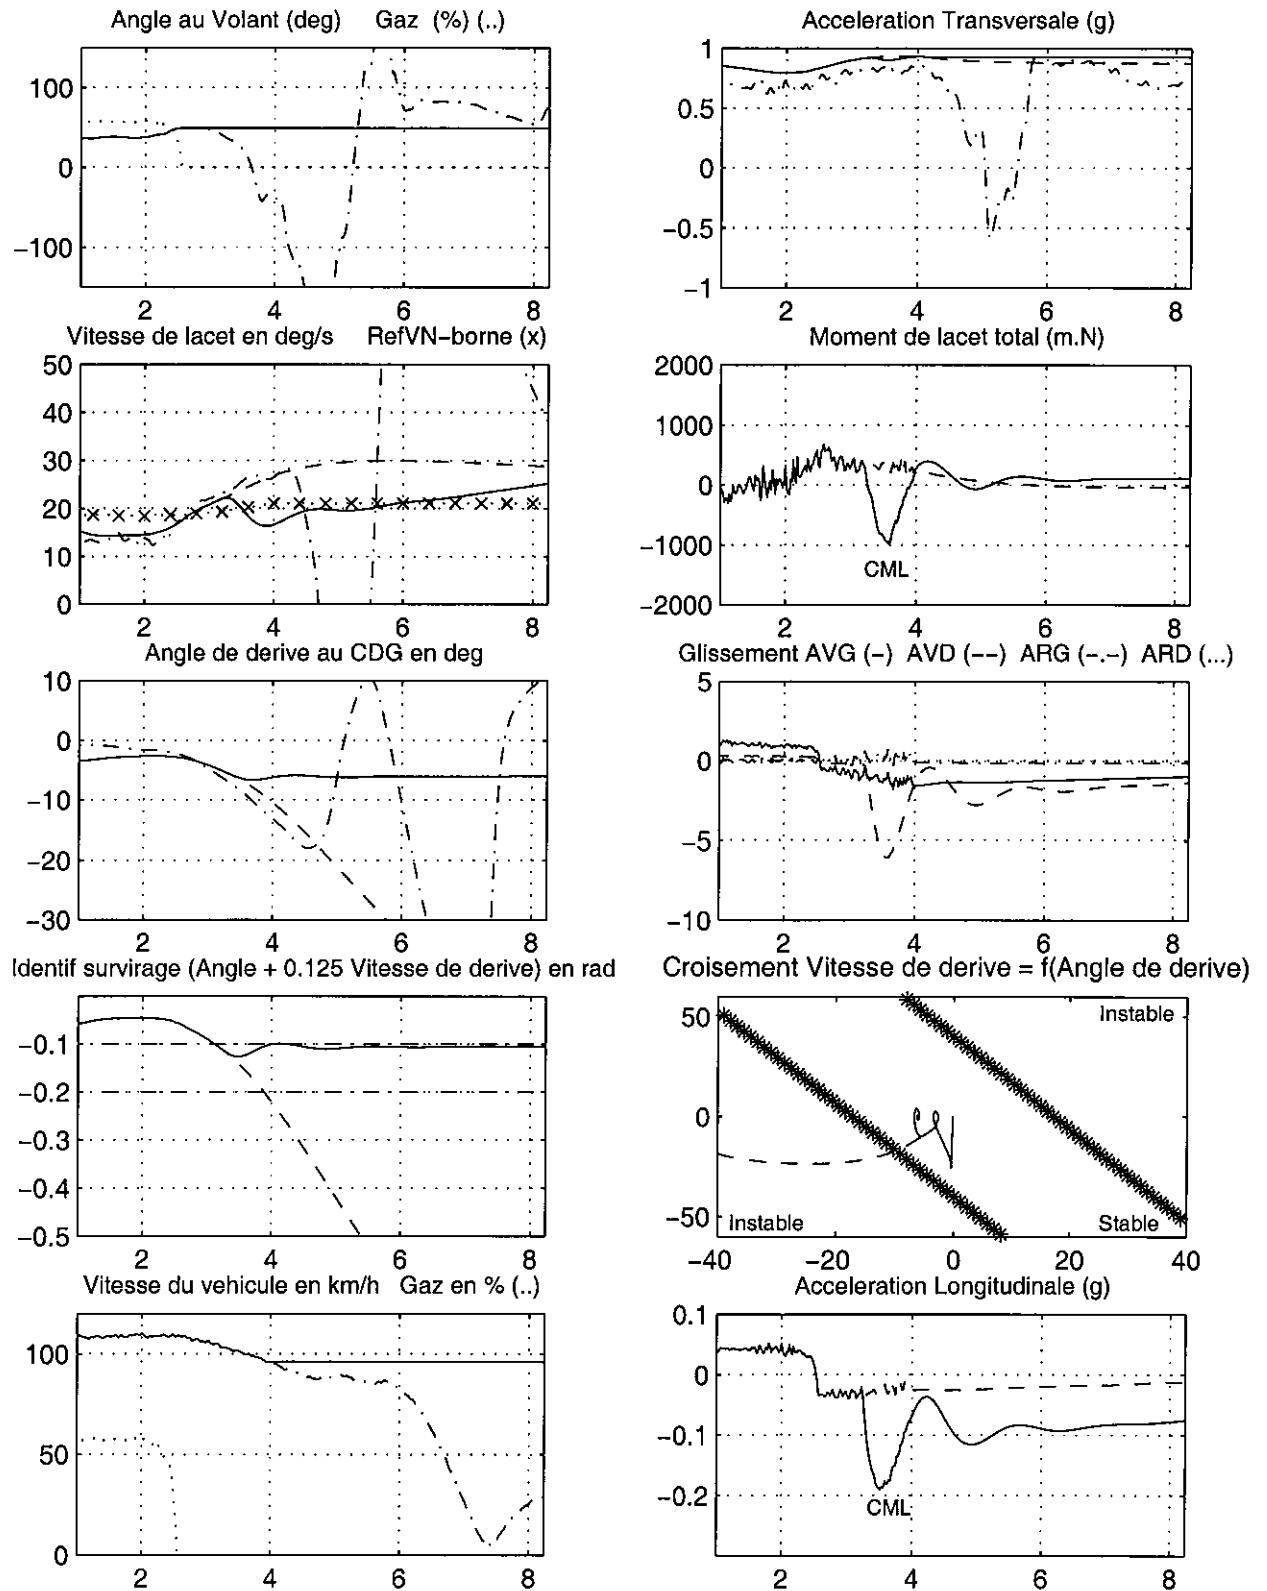 Angle au Volant (deg) Gaz (%) (..)
100
0
−100
2 4 6 8
Acceleration Transversale (g)
1
0.5
0
−0.5
−1
2 4 6 8
Vitesse de lacet en deg/s RefVN−borne (x)
50
40
30
20
10
0
2 4 6 8
Moment de lacet total (m.N)
2000
1000
0
−1000
−2000
CML
2 4 6 8
Angle de derive au CDG en deg
10
0
−10
−20
−30
2 4 6 8
Glissement AVG (−) AVD (−−) ARG (−.−) ARD (...)
5
0
−5
−10
2 4 6 8
Identif survirage (Angle + 0.125 Vitesse de derive) en rad
−0.1
−0.2
−0.3
−0.4
−0.5
2 4 6 8
Croisement Vitesse de derive = f(Angle de derive)
50
0
−50
Instable
Instable
Stable
−40 −20 0 20 40
Vitesse du vehicule en km/h Gaz en % (..)
100
50
0
2 4 6 8
Acceleration Longitudinale (g)
0.1
0
−0.1
−0.2
CML
2 4 6 8